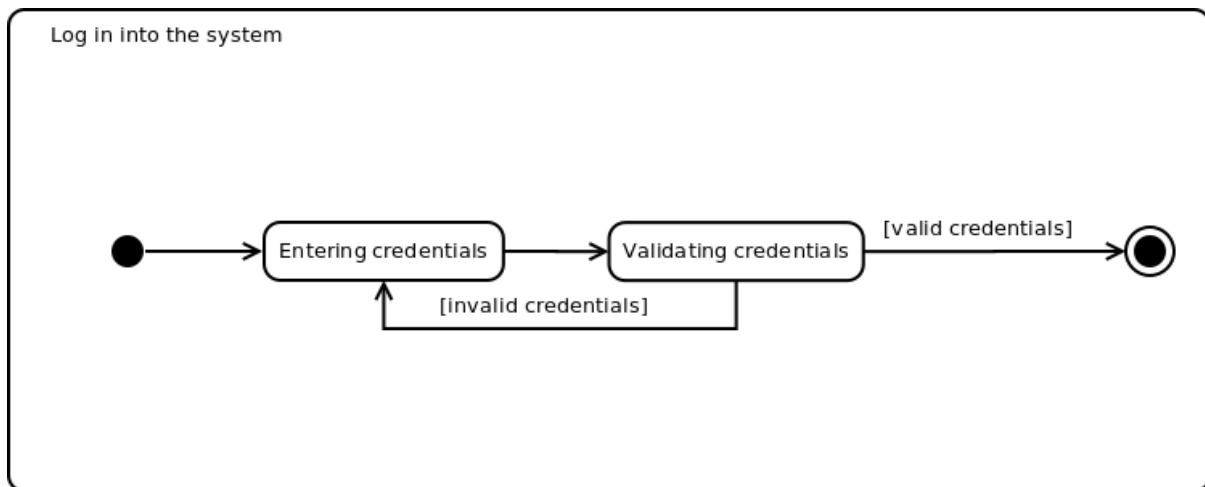 Log in into the system
Entering credentials
Validating credentials
[valid credentials]
[invalid credentials]